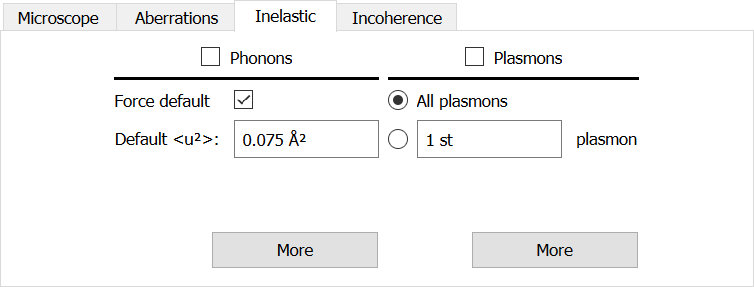 Microscope Aberrations Inelastic Incoherence
Phonons Plasmons
Force default All plasmons
Default <u²>: 0.075 Å² 1 st plasmon
More More